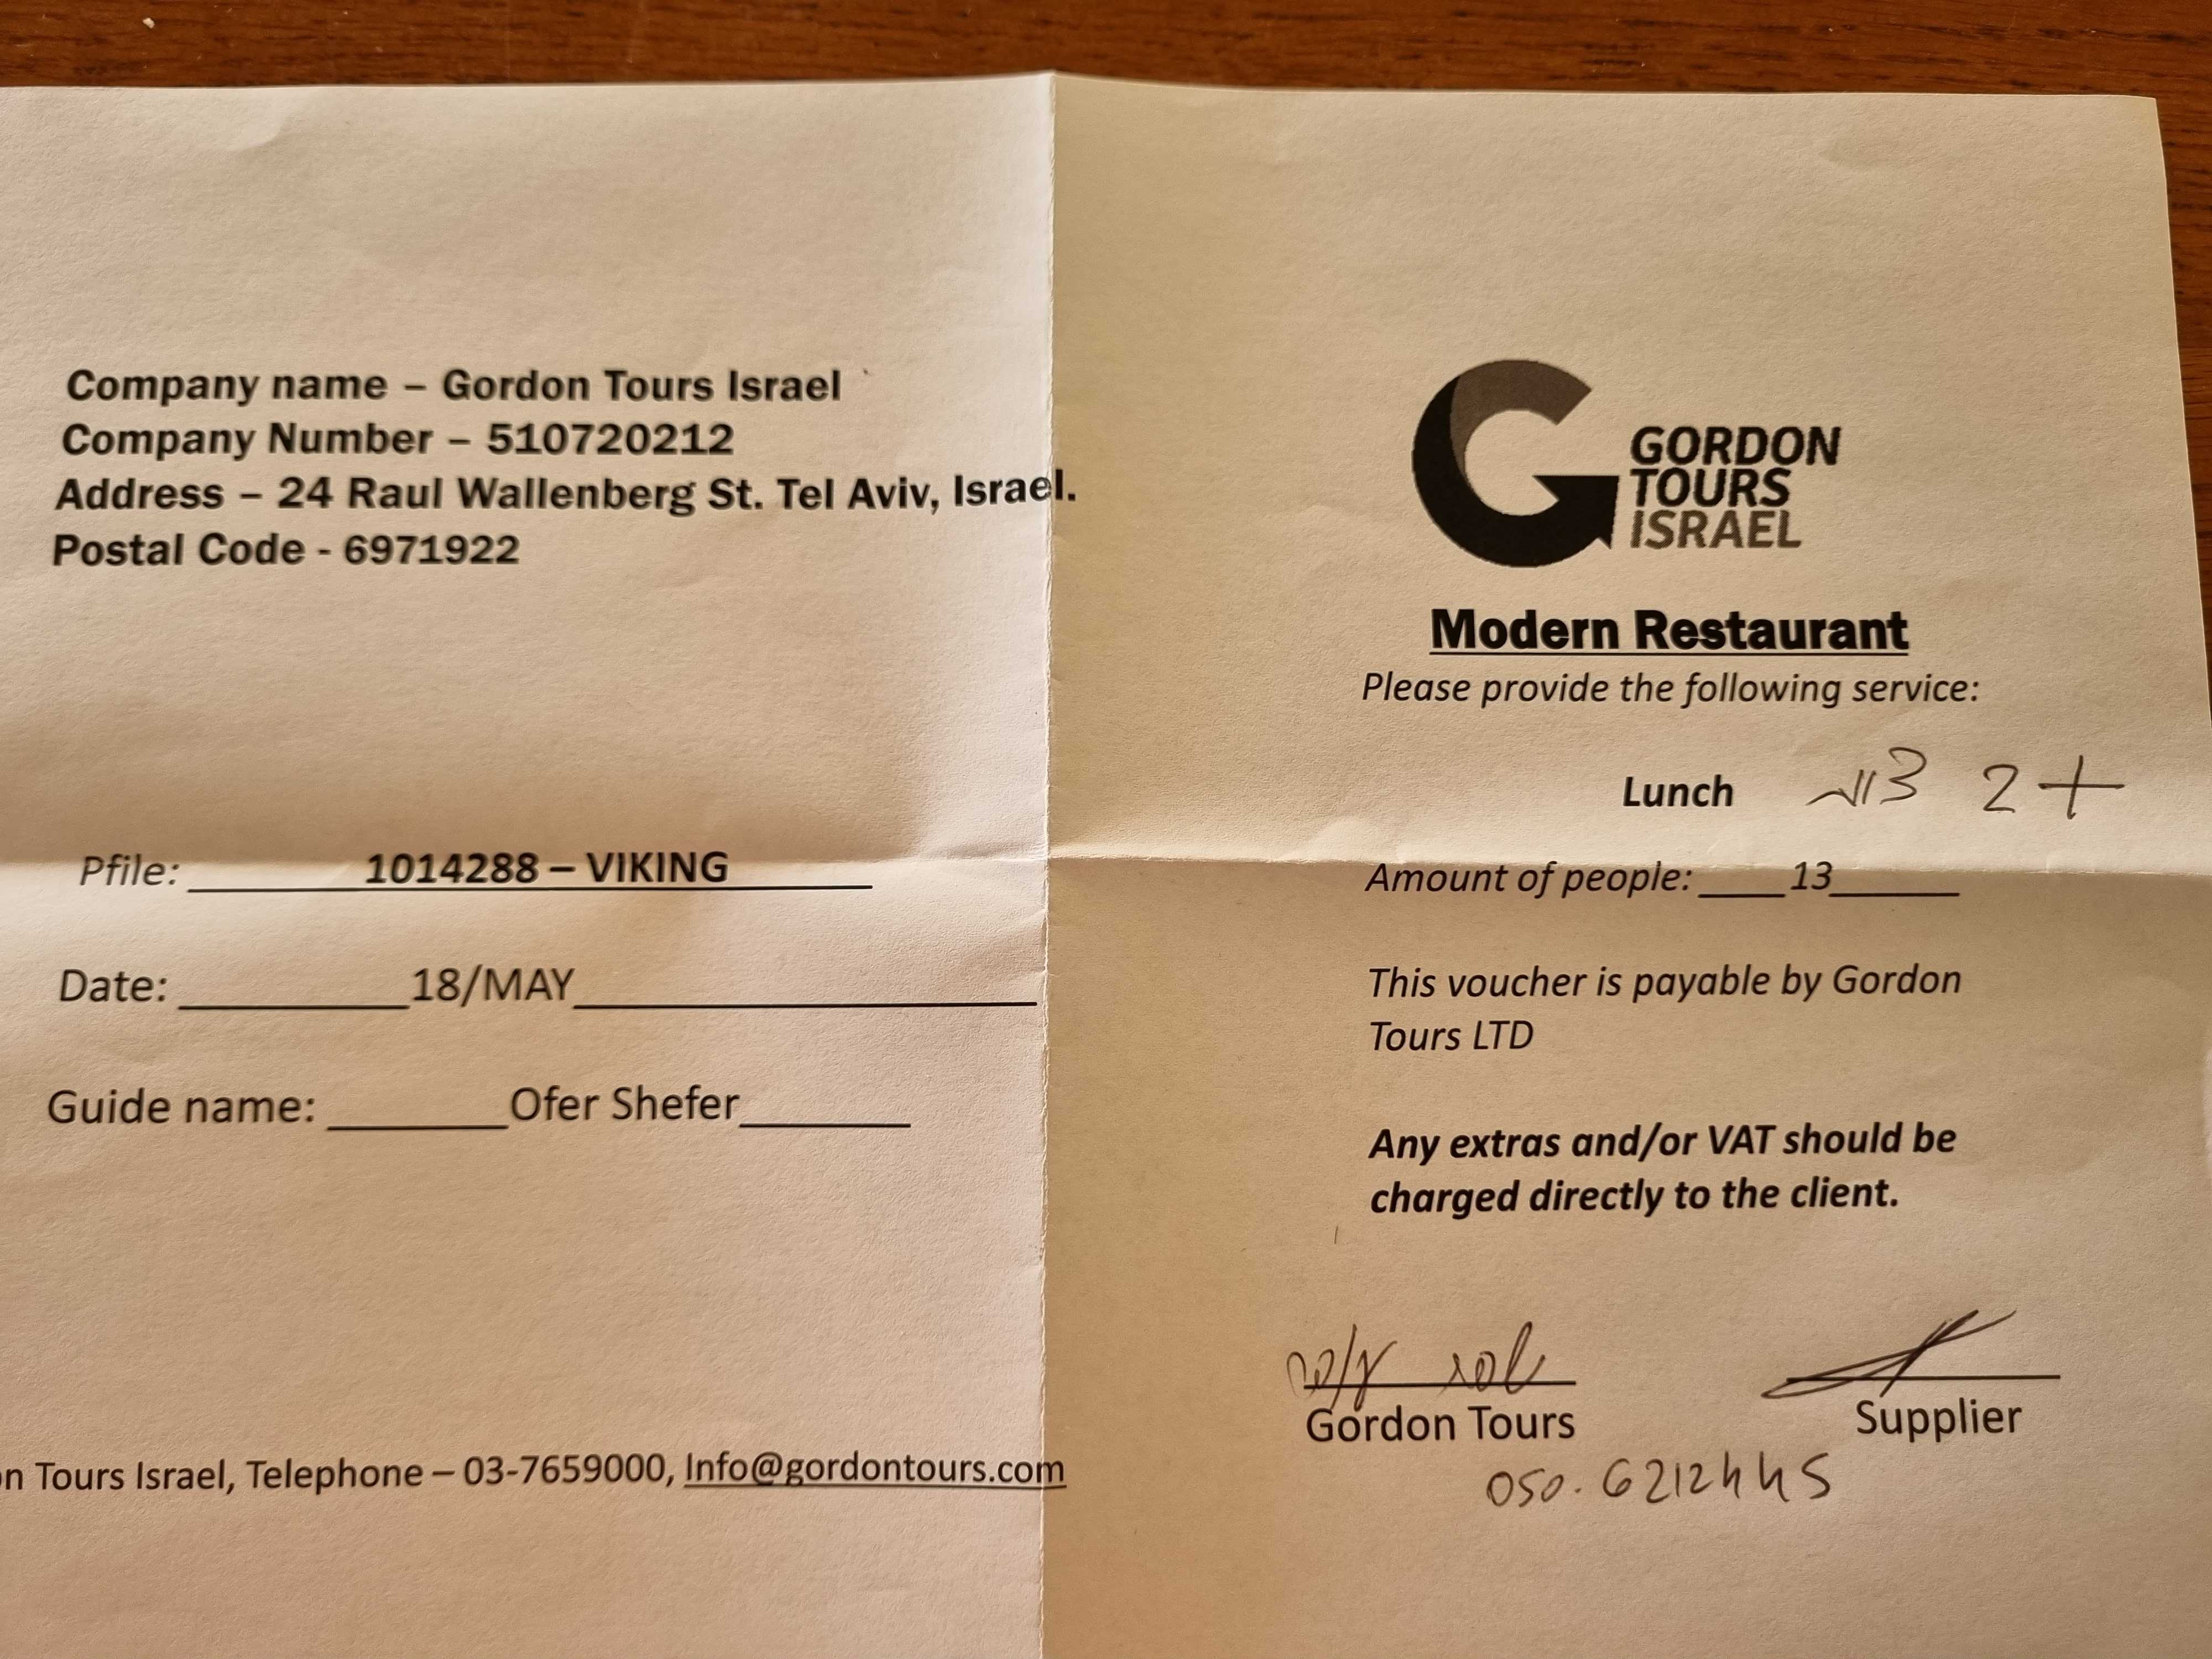 Company name – Gordon Tours Israel
Company Number – 510720212
Address – 24 Raul Wallenberg St. Tel Aviv, Israel.
Postal Code - 6971922
Pfile: 1014288 – VIKING
Date: 18/MAY
Guide name: Ofer Shefer
on Tours Israel, Telephone – 03-7659000, Info@gordontours.com
GORDON
TOURS
ISRAEL
Modern Restaurant
Please provide the following service:
Lunch 2+
Amount of people: 13
This voucher is payable by Gordon
Tours LTD
Any extras and/or VAT should be
charged directly to the client.
Gordon Tours
Supplier
050.6212445